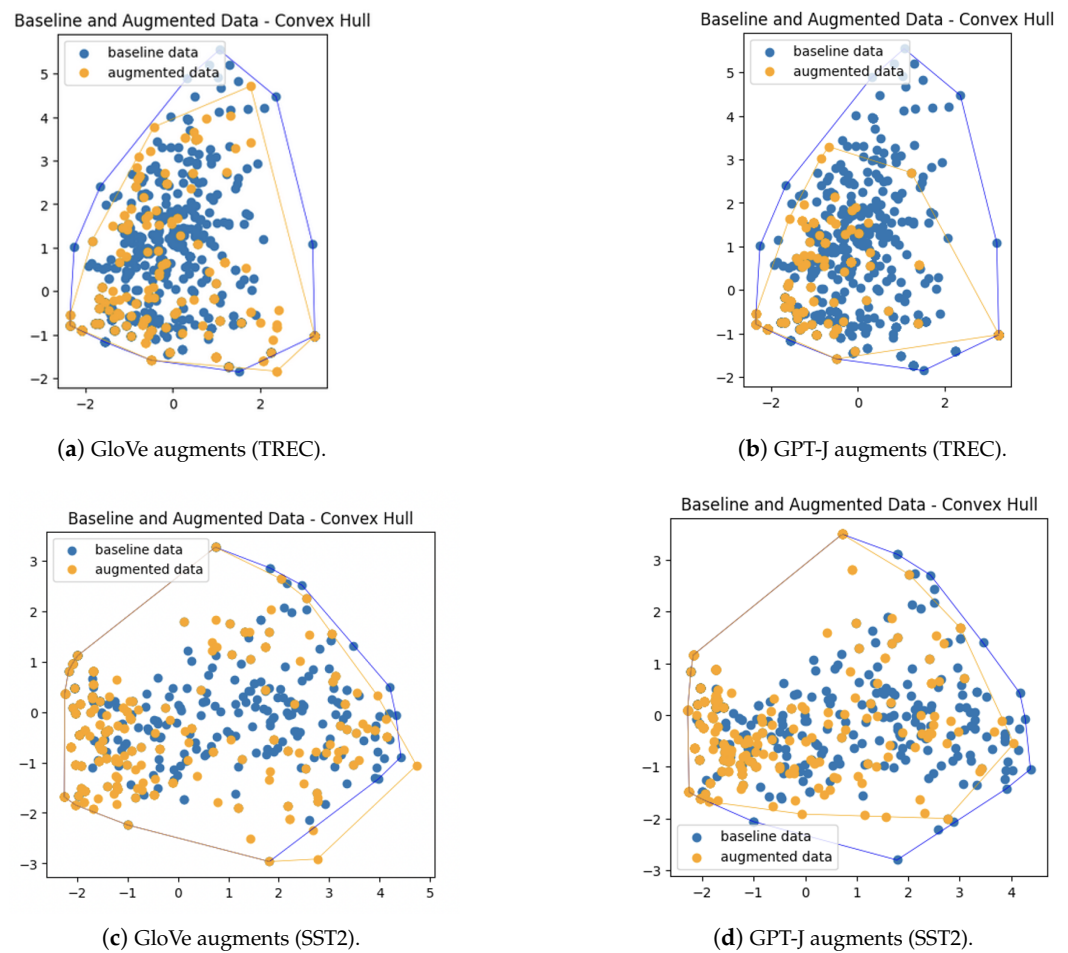 Baseline and Augmented Data - Convex Hull
baseline data
augmented data
5
4
3
2
1
0
−1
−2
−2 0 2
(a) GloVe augments (TREC).
Baseline and Augmented Data - Convex Hull
baseline data
augmented data
5
4
3
2
1
0
−1
−2
−2 0 2
(b) GPT-J augments (TREC).
Baseline and Augmented Data - Convex Hull
baseline data
augmented data
3
2
1
0
−1
−2
−3
−2 −1 0 1 2 3 4 5
(c) GloVe augments (SST2).
Baseline and Augmented Data - Convex Hull
3
2
1
0
−1
−2
−3
baseline data
augmented data
−2 −1 0 1 2 3 4
(d) GPT-J augments (SST2).